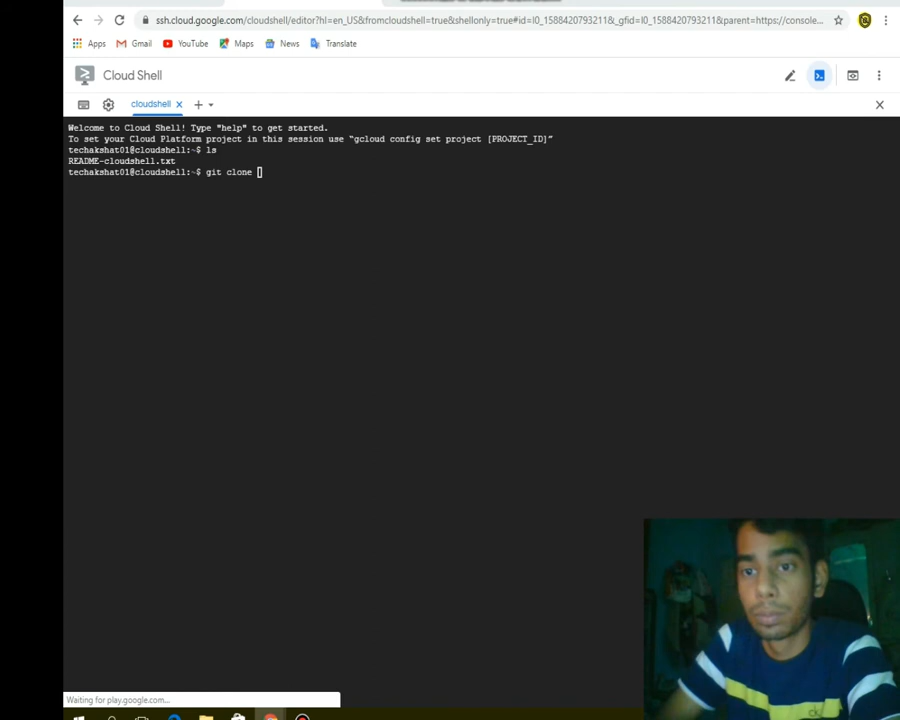 ssh.cloud.google.com/cloudshell/editor?hl=en_US&fromcloudshell=true&shellonly=true#id=I0_1588420793211&_gfid=I0_1588420793211&parent=https://console...
Apps Gmail YouTube Maps News Translate
Cloud Shell
cloudshell
Welcome to Cloud Shell! Type "help" to get started.
To set your Cloud Platform project in this session use “gcloud config set project [PROJECT_ID]”
techakshat01@cloudshell:~$ ls
README-cloudshell.txt
techakshat01@cloudshell:~$ git clone
Waiting for play.google.com...